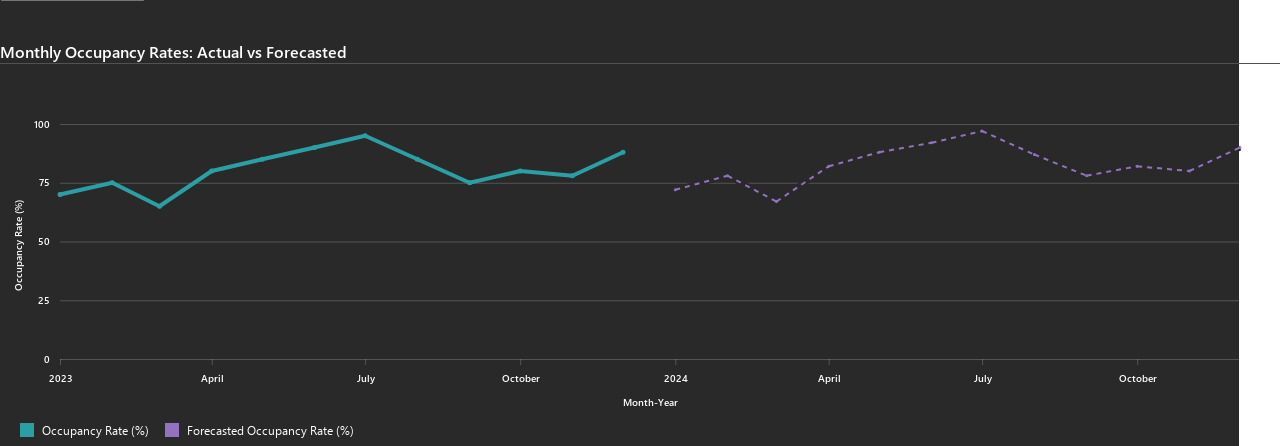 Monthly Occupancy Rates: Actual vs Forecasted
100
75
50
25
0
Occupancy Rate (%)
2023 April July October 2024 April July October
Month-Year
Occupancy Rate (%) Forecasted Occupancy Rate (%)